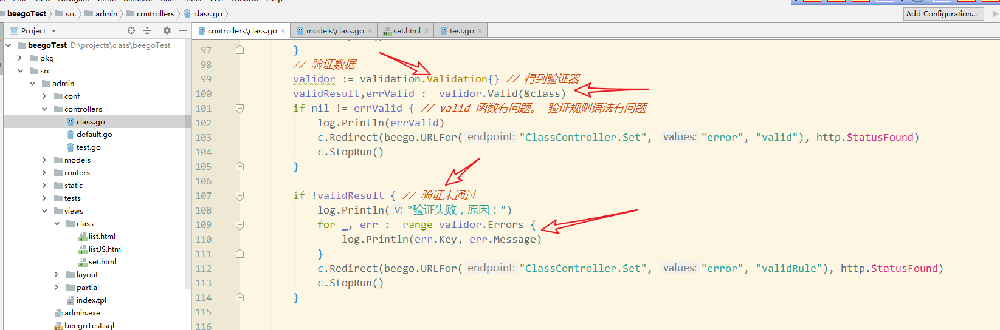 beegoTest src admin controllers class.go
Add Configuration...
Project
controllers\class.go models\class.go set.html test.go
beegoTest D:\projects\class\beegoTest
pkg
src
admin
conf
controllers
class.go
default.go
test.go
models
routers
static
tests
views
class
list.html
listJS.html
set.html
layout
partial
index.tpl
admin.exe
beegoTest.sql
97 }
98 // 验证数据
99 validor := validation.Validation{} // 得到验证器
100 validResult,errValid := validor.Valid(&class)
101 if nil != errValid { // valid 函数有问题。 验证规则语法有问题
102 log.Println(errValid)
103 c.Redirect(beego.URLFor( endpoint: "ClassController.Set", values: "error", "valid"), http.StatusFound)
104 c.StopRun()
105 }
106
107 if !validResult { // 验证未通过
108 log.Println( v: "验证失败，原因：")
109 for _, err := range validor.Errors {
110 log.Println(err.Key, err.Message)
111 }
112 c.Redirect(beego.URLFor( endpoint: "ClassController.Set", values: "error", "validRule"), http.StatusFound)
113 c.StopRun()
114 }
115
116